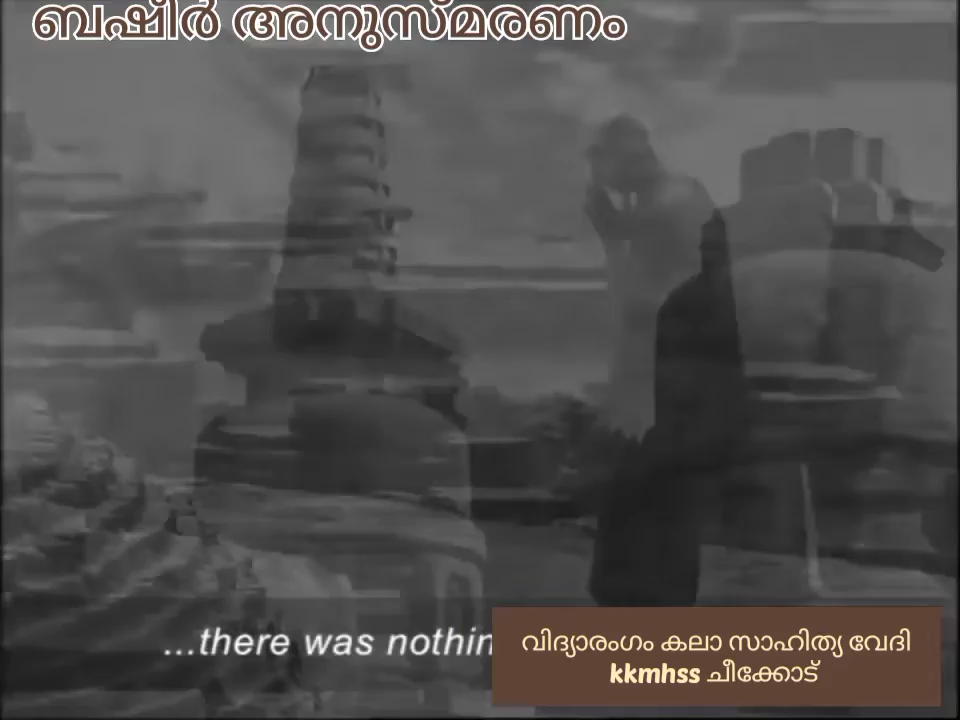 ബഷീർ അനുസ്മരണം
...there was nothin
വിദ്യാരംഗം കലാ സാഹിത്യ വേദി
kkmhss ചീക്കോട്